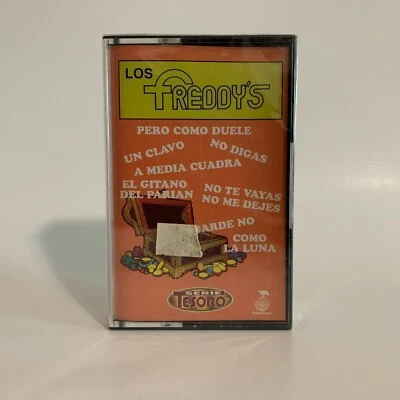 LOS FREDDY'S
PERO COMO DUELE
UN CLAVO
NO DIGAS
A MEDIA CUADRA
EL GITANO
DEL PARIAN
NO TE VAYAS
NO ME DEJES
ARDE NO
COMO
LA LUNA
SERIE
TESORO